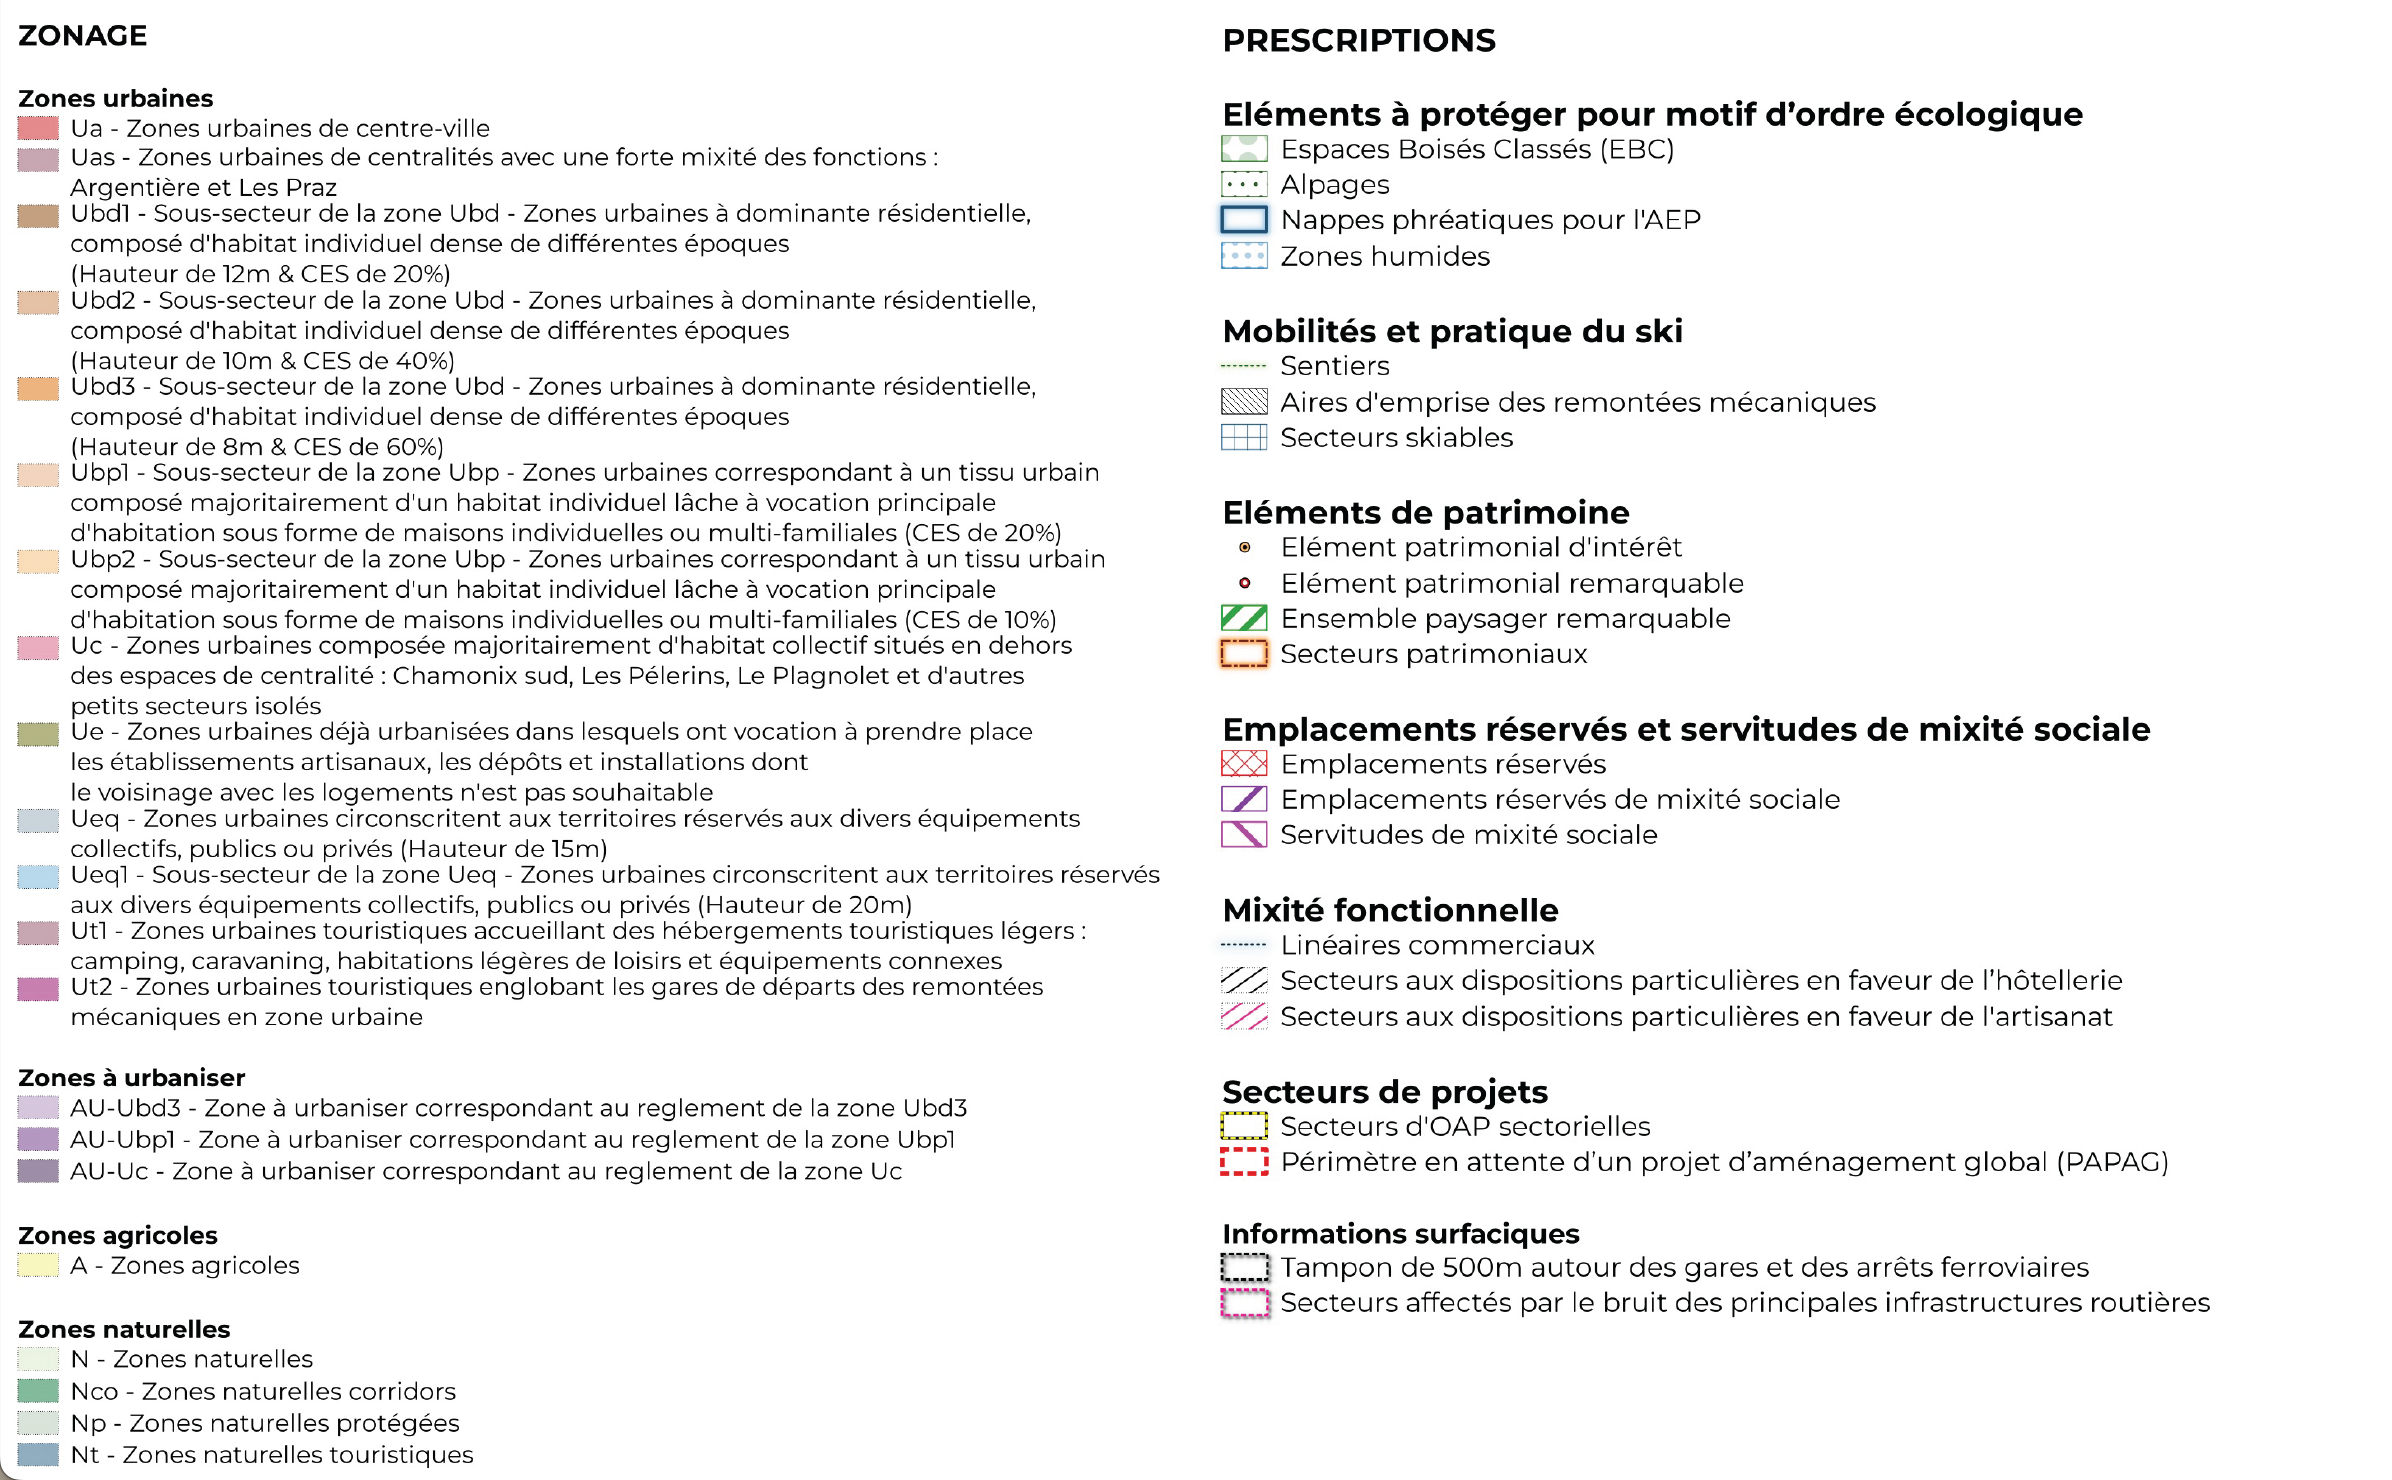 ZONAGE
Zones urbaines
Ua - Zones urbaines de centre-ville
Uas - Zones urbaines de centralités avec une forte mixité des fonctions :
Argentière et Les Praz
Ubd1 - Sous-secteur de la zone Ubd - Zones urbaines à dominante résidentielle,
composé d'habitat individuel dense de différentes époques
(Hauteur de 12m & CES de 20%)
Ubd2 - Sous-secteur de la zone Ubd - Zones urbaines à dominante résidentielle,
composé d'habitat individuel dense de différentes époques
(Hauteur de 10m & CES de 40%)
Ubd3 - Sous-secteur de la zone Ubd - Zones urbaines à dominante résidentielle,
composé d'habitat individuel dense de différentes époques
(Hauteur de 8m & CES de 60%)
Ubp1 - Sous-secteur de la zone Ubp - Zones urbaines correspondant à un tissu urbain
composé majoritairement d'un habitat individuel lâche à vocation principale
d'habitation sous forme de maisons individuelles ou multi-familiales (CES de 20%)
Ubp2 - Sous-secteur de la zone Ubp - Zones urbaines correspondant à un tissu urbain
composé majoritairement d'un habitat individuel lâche à vocation principale
d'habitation sous forme de maisons individuelles ou multi-familiales (CES de 10%)
Uc - Zones urbaines composée majoritairement d'habitat collectif situés en dehors
des espaces de centralité : Chamonix sud, Les Pélerins, Le Plagnolet et d'autres
petits secteurs isolés
Ue - Zones urbaines déjà urbanisées dans lesquels ont vocation à prendre place
les établissements artisanaux, les dépôts et installations dont
le voisinage avec les logements n'est pas souhaitable
Ueq - Zones urbaines circonscritent aux territoires réservés aux divers équipements
collectifs, publics ou privés (Hauteur de 15m)
Ueq1 - Sous-secteur de la zone Ueq - Zones urbaines circonscritent aux territoires réservés
aux divers équipements collectifs, publics ou privés (Hauteur de 20m)
Ut1 - Zones urbaines touristiques accueillant des hébergements touristiques légers :
camping, caravaning, habitations légères de loisirs et équipements connexes
Ut2 - Zones urbaines touristiques englobant les gares de départs des remontées
mécaniques en zone urbaine
Zones à urbaniser
AU-Ubd3 - Zone à urbaniser correspondant au reglement de la zone Ubd3
AU-Ubp1 - Zone à urbaniser correspondant au reglement de la zone Ubp1
AU-Uc - Zone à urbaniser correspondant au reglement de la zone Uc
Zones agricoles
A - Zones agricoles
Zones naturelles
N - Zones naturelles
Nco - Zones naturelles corridors
Np - Zones naturelles protégées
Nt - Zones naturelles touristiques
PRESCRIPTIONS
Eléments à protéger pour motif d’ordre écologique
Espaces Boisés Classés (EBC)
Alpages
Nappes phréatiques pour l'AEP
Zones humides
Mobilités et pratique du ski
Sentiers
Aires d'emprise des remontées mécaniques
Secteurs skiables
Eléments de patrimoine
Elément patrimonial d'intérêt
Elément patrimonial remarquable
Ensemble paysager remarquable
Secteurs patrimoniaux
Emplacements réservés et servitudes de mixité sociale
Emplacements réservés
Emplacements réservés de mixité sociale
Servitudes de mixité sociale
Mixité fonctionnelle
Linéaires commerciaux
Secteurs aux dispositions particulières en faveur de l’hôtellerie
Secteurs aux dispositions particulières en faveur de l'artisanat
Secteurs de projets
Secteurs d'OAP sectorielles
Périmètre en attente d’un projet d’aménagement global (PAPAG)
Informations surfaciques
Tampon de 500m autour des gares et des arrêts ferroviaires
Secteurs affectés par le bruit des principales infrastructures routières